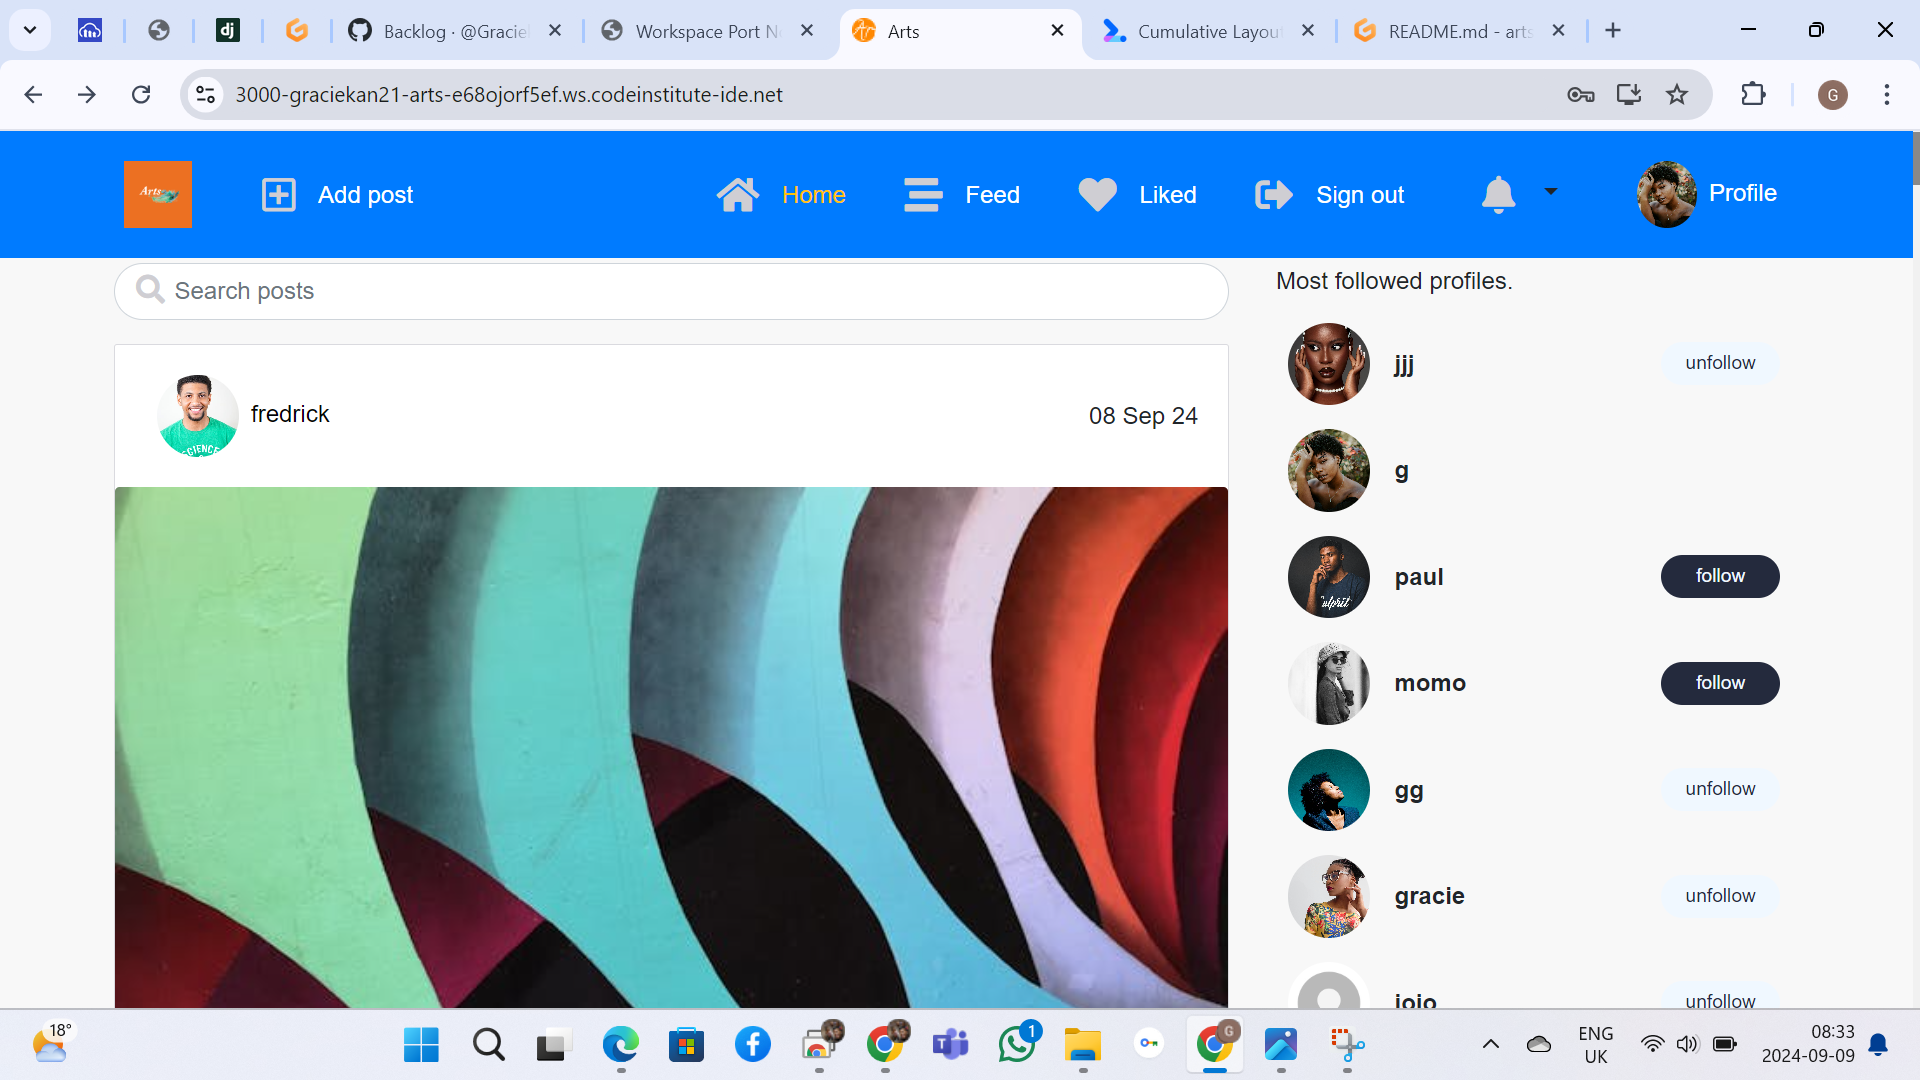 Backlog · @Gracie
Workspace Port N
Arts
Cumulative Layou
README.md - arts
3000-graciekan21-arts-e68ojorf5ef.ws.codeinstitute-ide.net
G
Arts
Add post
Home
Feed
Liked
Sign out
Profile
Search posts
Most followed profiles.
fredrick
08 Sep 24
jjj
unfollow
g
paul
follow
momo
follow
gg
unfollow
gracie
unfollow
jojo
unfollow
18°
1
G
ENG
UK
08:33
2024-09-09